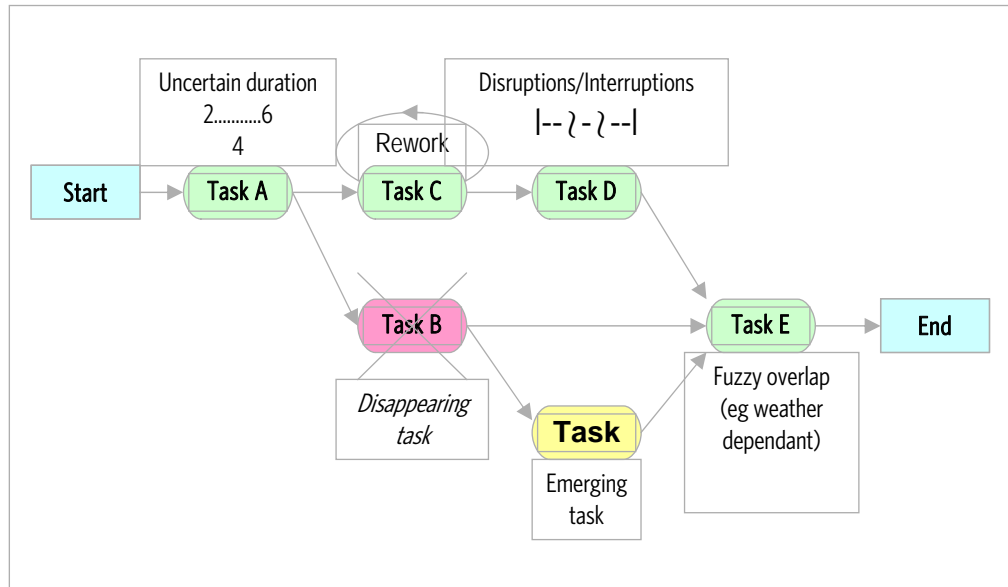 Uncertain duration
2...........6
4
Disruptions/Interruptions
|--~-~--|
Rework
Start
Task A
Task C
Task D
Task B
Task E
End
Disappearing
task
Task
Emerging
task
Fuzzy overlap
(eg weather
dependant)